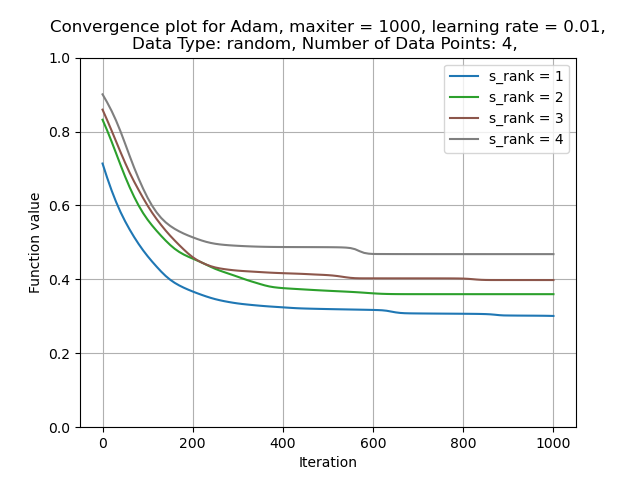 Convergence plot for Adam, maxiter = 1000, learning rate = 0.01,
Data Type: random, Number of Data Points: 4,
1.0
0.8
0.6
0.4
0.2
0.0
Function value
s_rank = 1
s_rank = 2
s_rank = 3
s_rank = 4
0 200 400 600 800 1000
Iteration